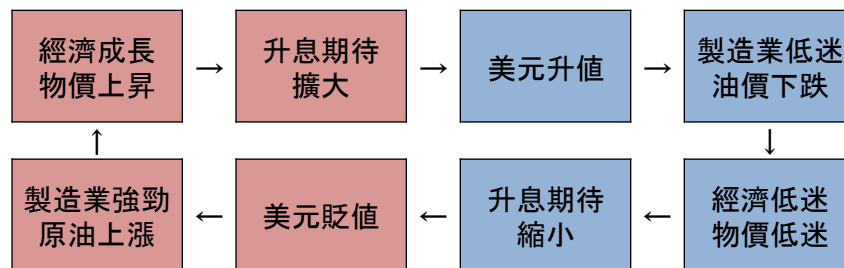 經濟成長
物價上昇
→
升息期待
擴大
→
美元升值
→
製造業低迷
油價下跌
↓
經濟低迷
物價低迷
←
升息期待
縮小
←
美元貶值
←
製造業強勁
原油上漲
↑